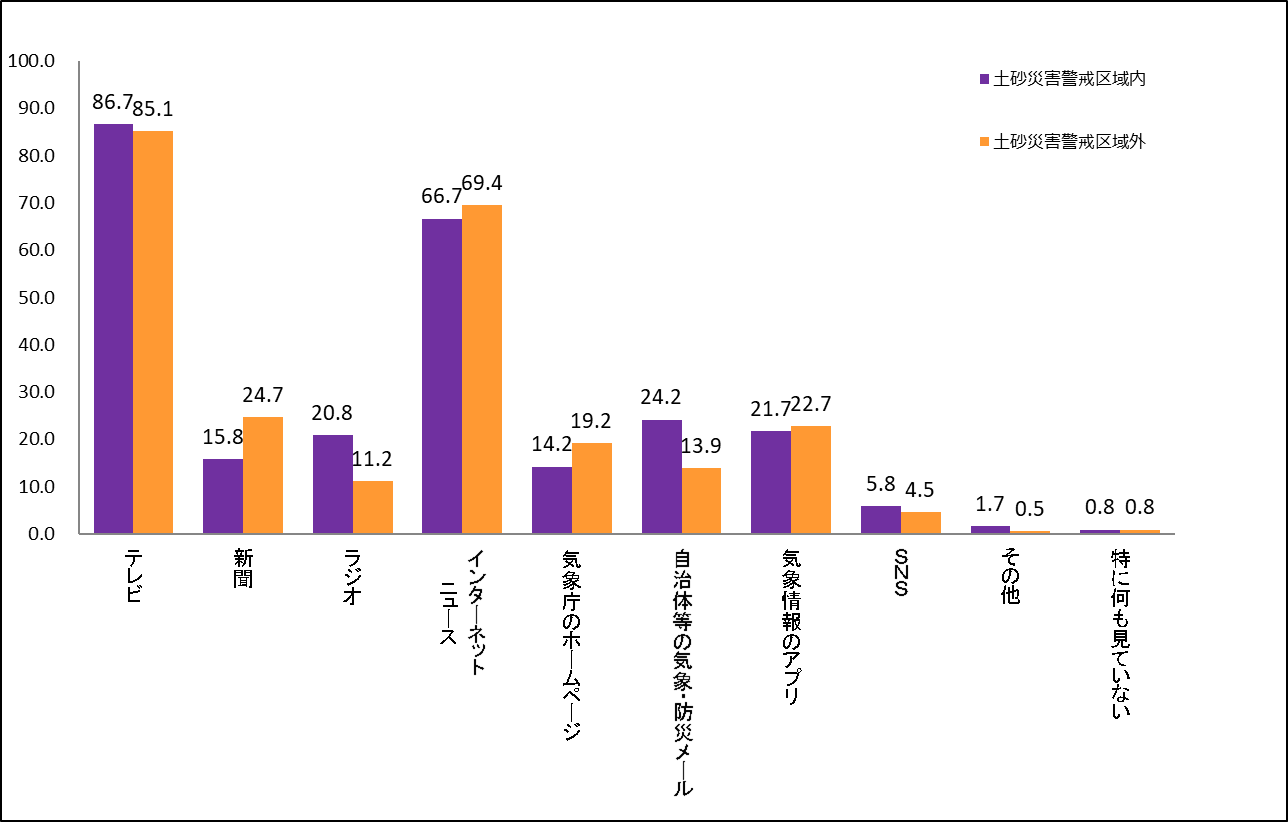 100.0
90.0
80.0
70.0
60.0
50.0
40.0
30.0
20.0
10.0
0.0
土砂災害警戒区域内
土砂災害警戒区域外
86.7
85.1
15.8
24.7
20.8
11.2
66.7
69.4
14.2
19.2
24.2
13.9
21.7
22.7
5.8
4.5
1.7
0.5
0.8
0.8
テレビ
新聞
ラジオ
インターネット
ニュース
気象庁のホームページ
自治体等の気象・防災メール
気象情報のアプリ
SNS
その他
特に何も見ていない